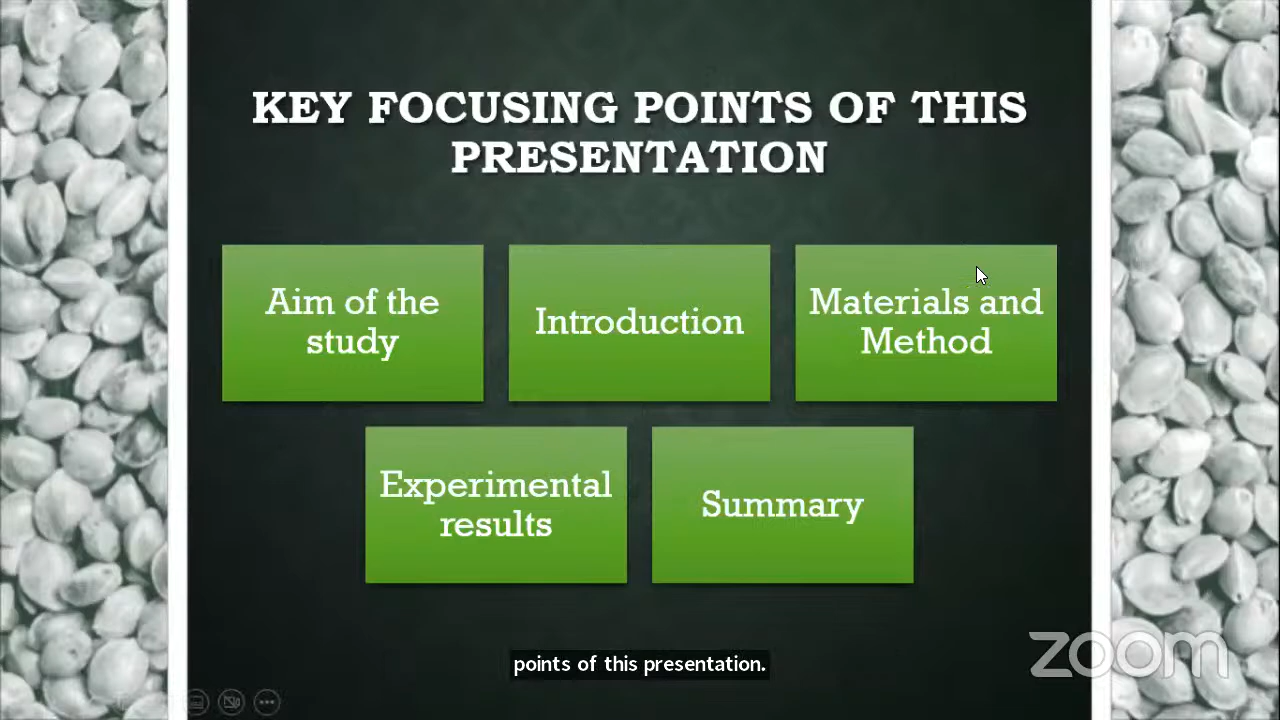 KEY FOCUSING POINTS OF THIS
PRESENTATION
Aim of the
study
Introduction
Materials and
Method
Experimental
results
Summary
points of this presentation.
zoom